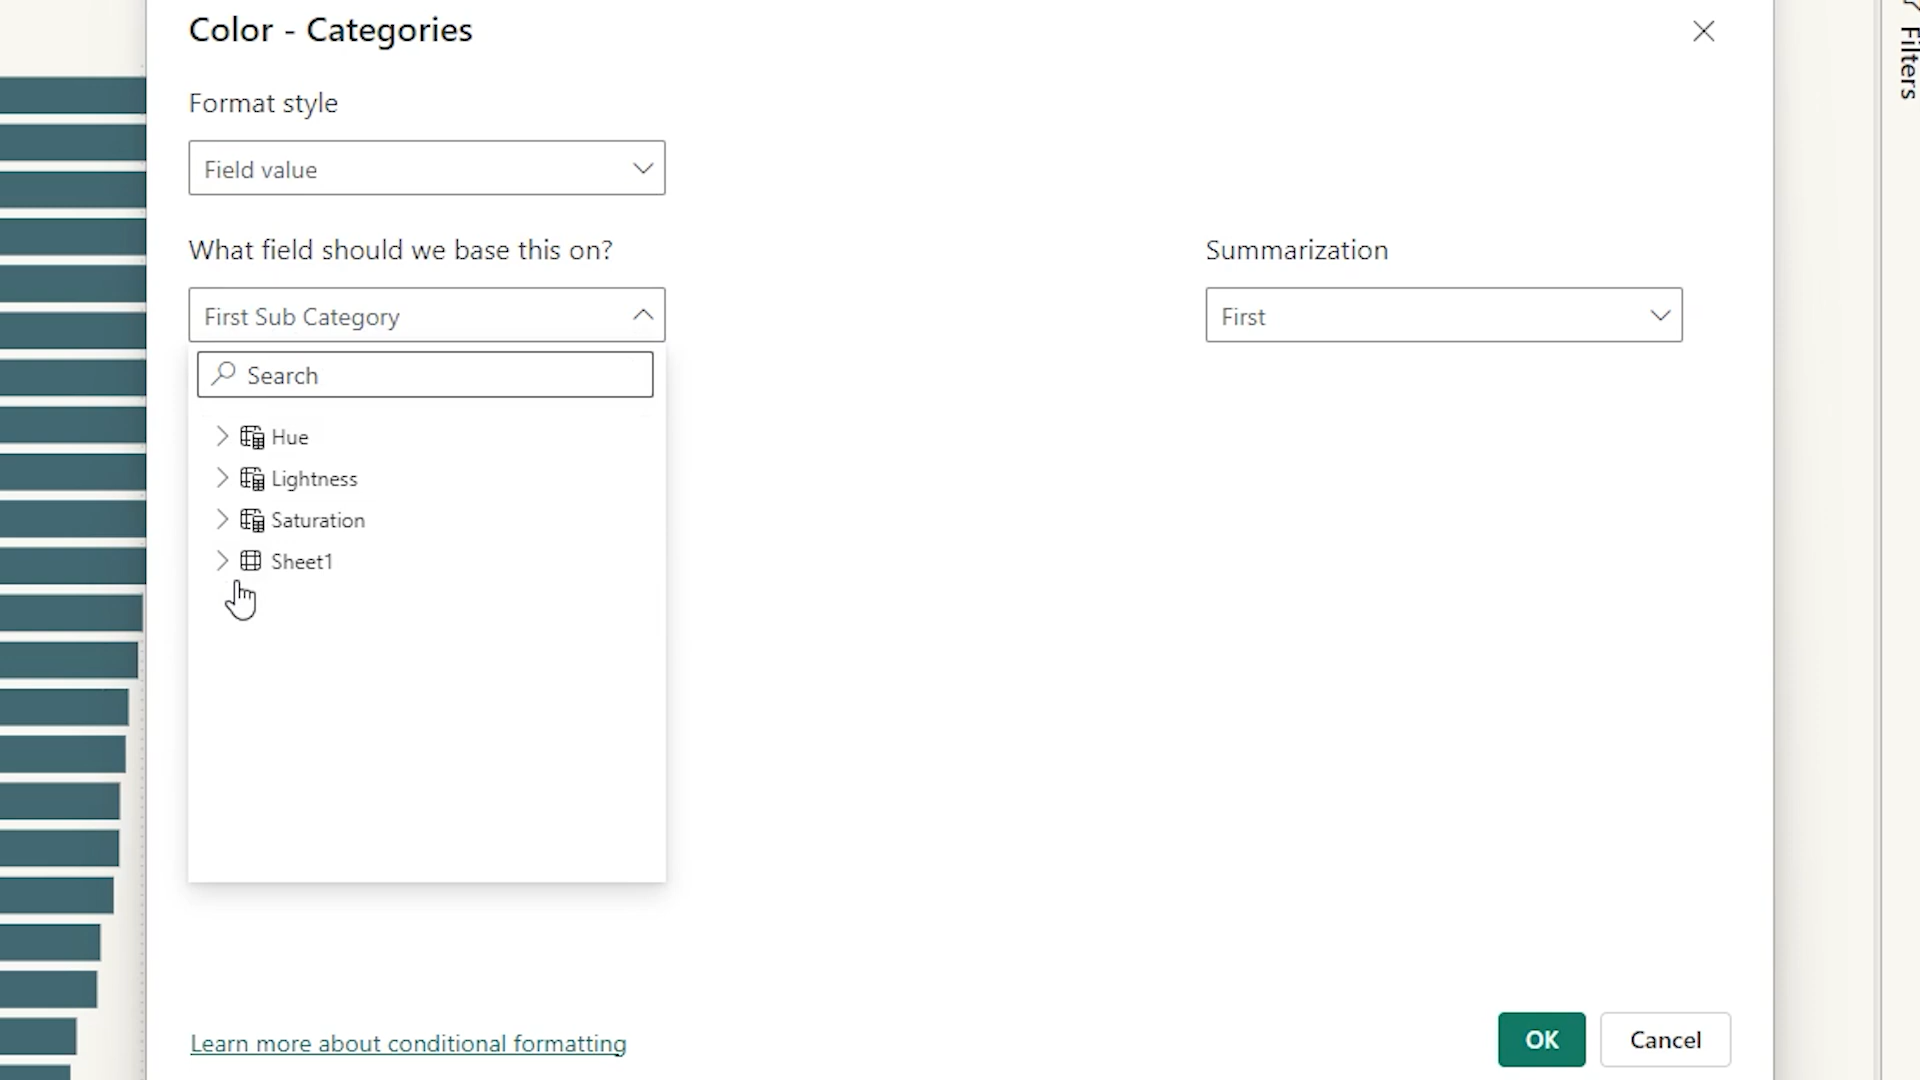 Color - Categories
Filters
Format style
Field value
What field should we base this on?
Summarization
First Sub Category
First
Search
Hue
Lightness
Saturation
Sheet1
Learn more about conditional formatting
OK
Cancel